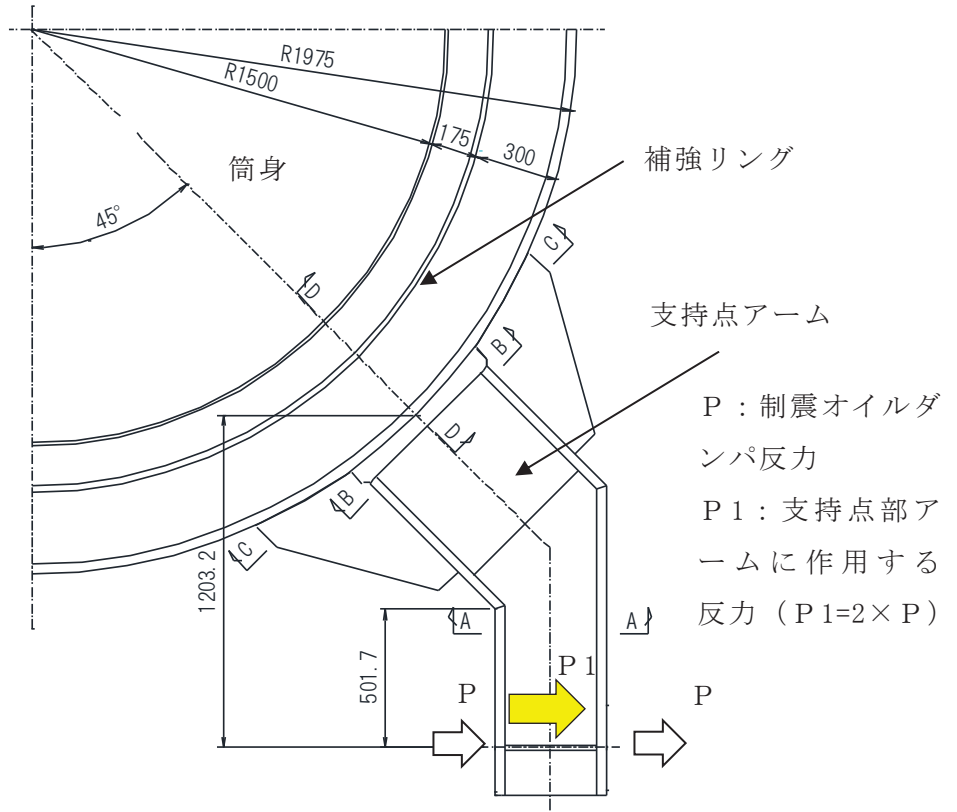 R1975
R1500
175
300
筒身
補強リング
45°
C
D
支持点アーム
B
P：制震オイルダ
ンパ反力
D
P1：支持点部ア
ームに作用する
反力（P1=2×P）
B
C
1203.2
A
A
501.7
P1
P
P